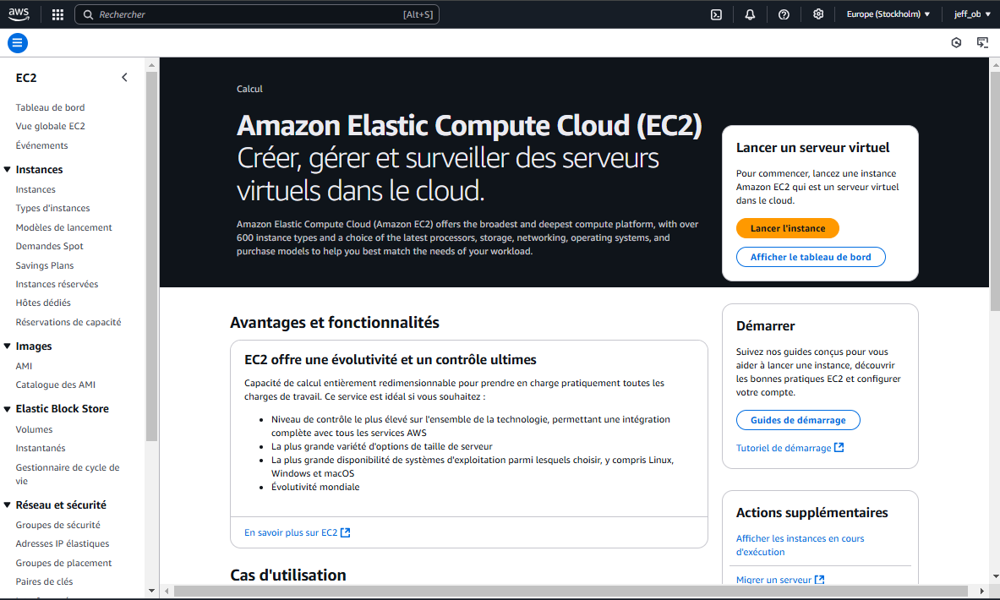 aws
Rechercher
[Alt+S]
Europe (Stockholm)
jeff_ob
EC2
Tableau de bord
Vue globale EC2
Événements
Instances
Instances
Types d'instances
Modèles de lancement
Demandes Spot
Savings Plans
Instances réservées
Hôtes dédiés
Réservations de capacité
Images
AMI
Catalogue des AMI
Elastic Block Store
Volumes
Instantanés
Gestionnaire de cycle de
vie
Réseau et sécurité
Groupes de sécurité
Adresses IP élastiques
Groupes de placement
Paires de clés
Calcul
Amazon Elastic Compute Cloud (EC2)
Créer, gérer et surveiller des serveurs
virtuels dans le cloud.
Amazon Elastic Compute Cloud (Amazon EC2) offers the broadest and deepest compute platform, with over
600 instance types and a choice of the latest processors, storage, networking, operating systems, and
purchase models to help you best match the needs of your workload.
Lancer un serveur virtuel
Pour commencer, lancez une instance
Amazon EC2 qui est un serveur virtuel
dans le cloud.
Lancer l'instance
Afficher le tableau de bord
Avantages et fonctionnalités
EC2 offre une évolutivité et un contrôle ultimes
Capacité de calcul entièrement redimensionnable pour prendre en charge pratiquement toutes les
charges de travail. Ce service est idéal si vous souhaitez :
• Niveau de contrôle le plus élevé sur l'ensemble de la technologie, permettant une intégration
complète avec tous les services AWS
• La plus grande variété d'options de taille de serveur
• La plus grande disponibilité de systèmes d'exploitation parmi lesquels choisir, y compris Linux,
Windows et macOS
• Évolutivité mondiale
En savoir plus sur EC2
Cas d'utilisation
Démarrer
Suivez nos guides conçus pour vous
aider à lancer une instance, découvrir
les bonnes pratiques EC2 et configurer
votre compte.
Guides de démarrage
Tutoriel de démarrage
Actions supplémentaires
Afficher les instances en cours
d'exécution
Migrer un serveur